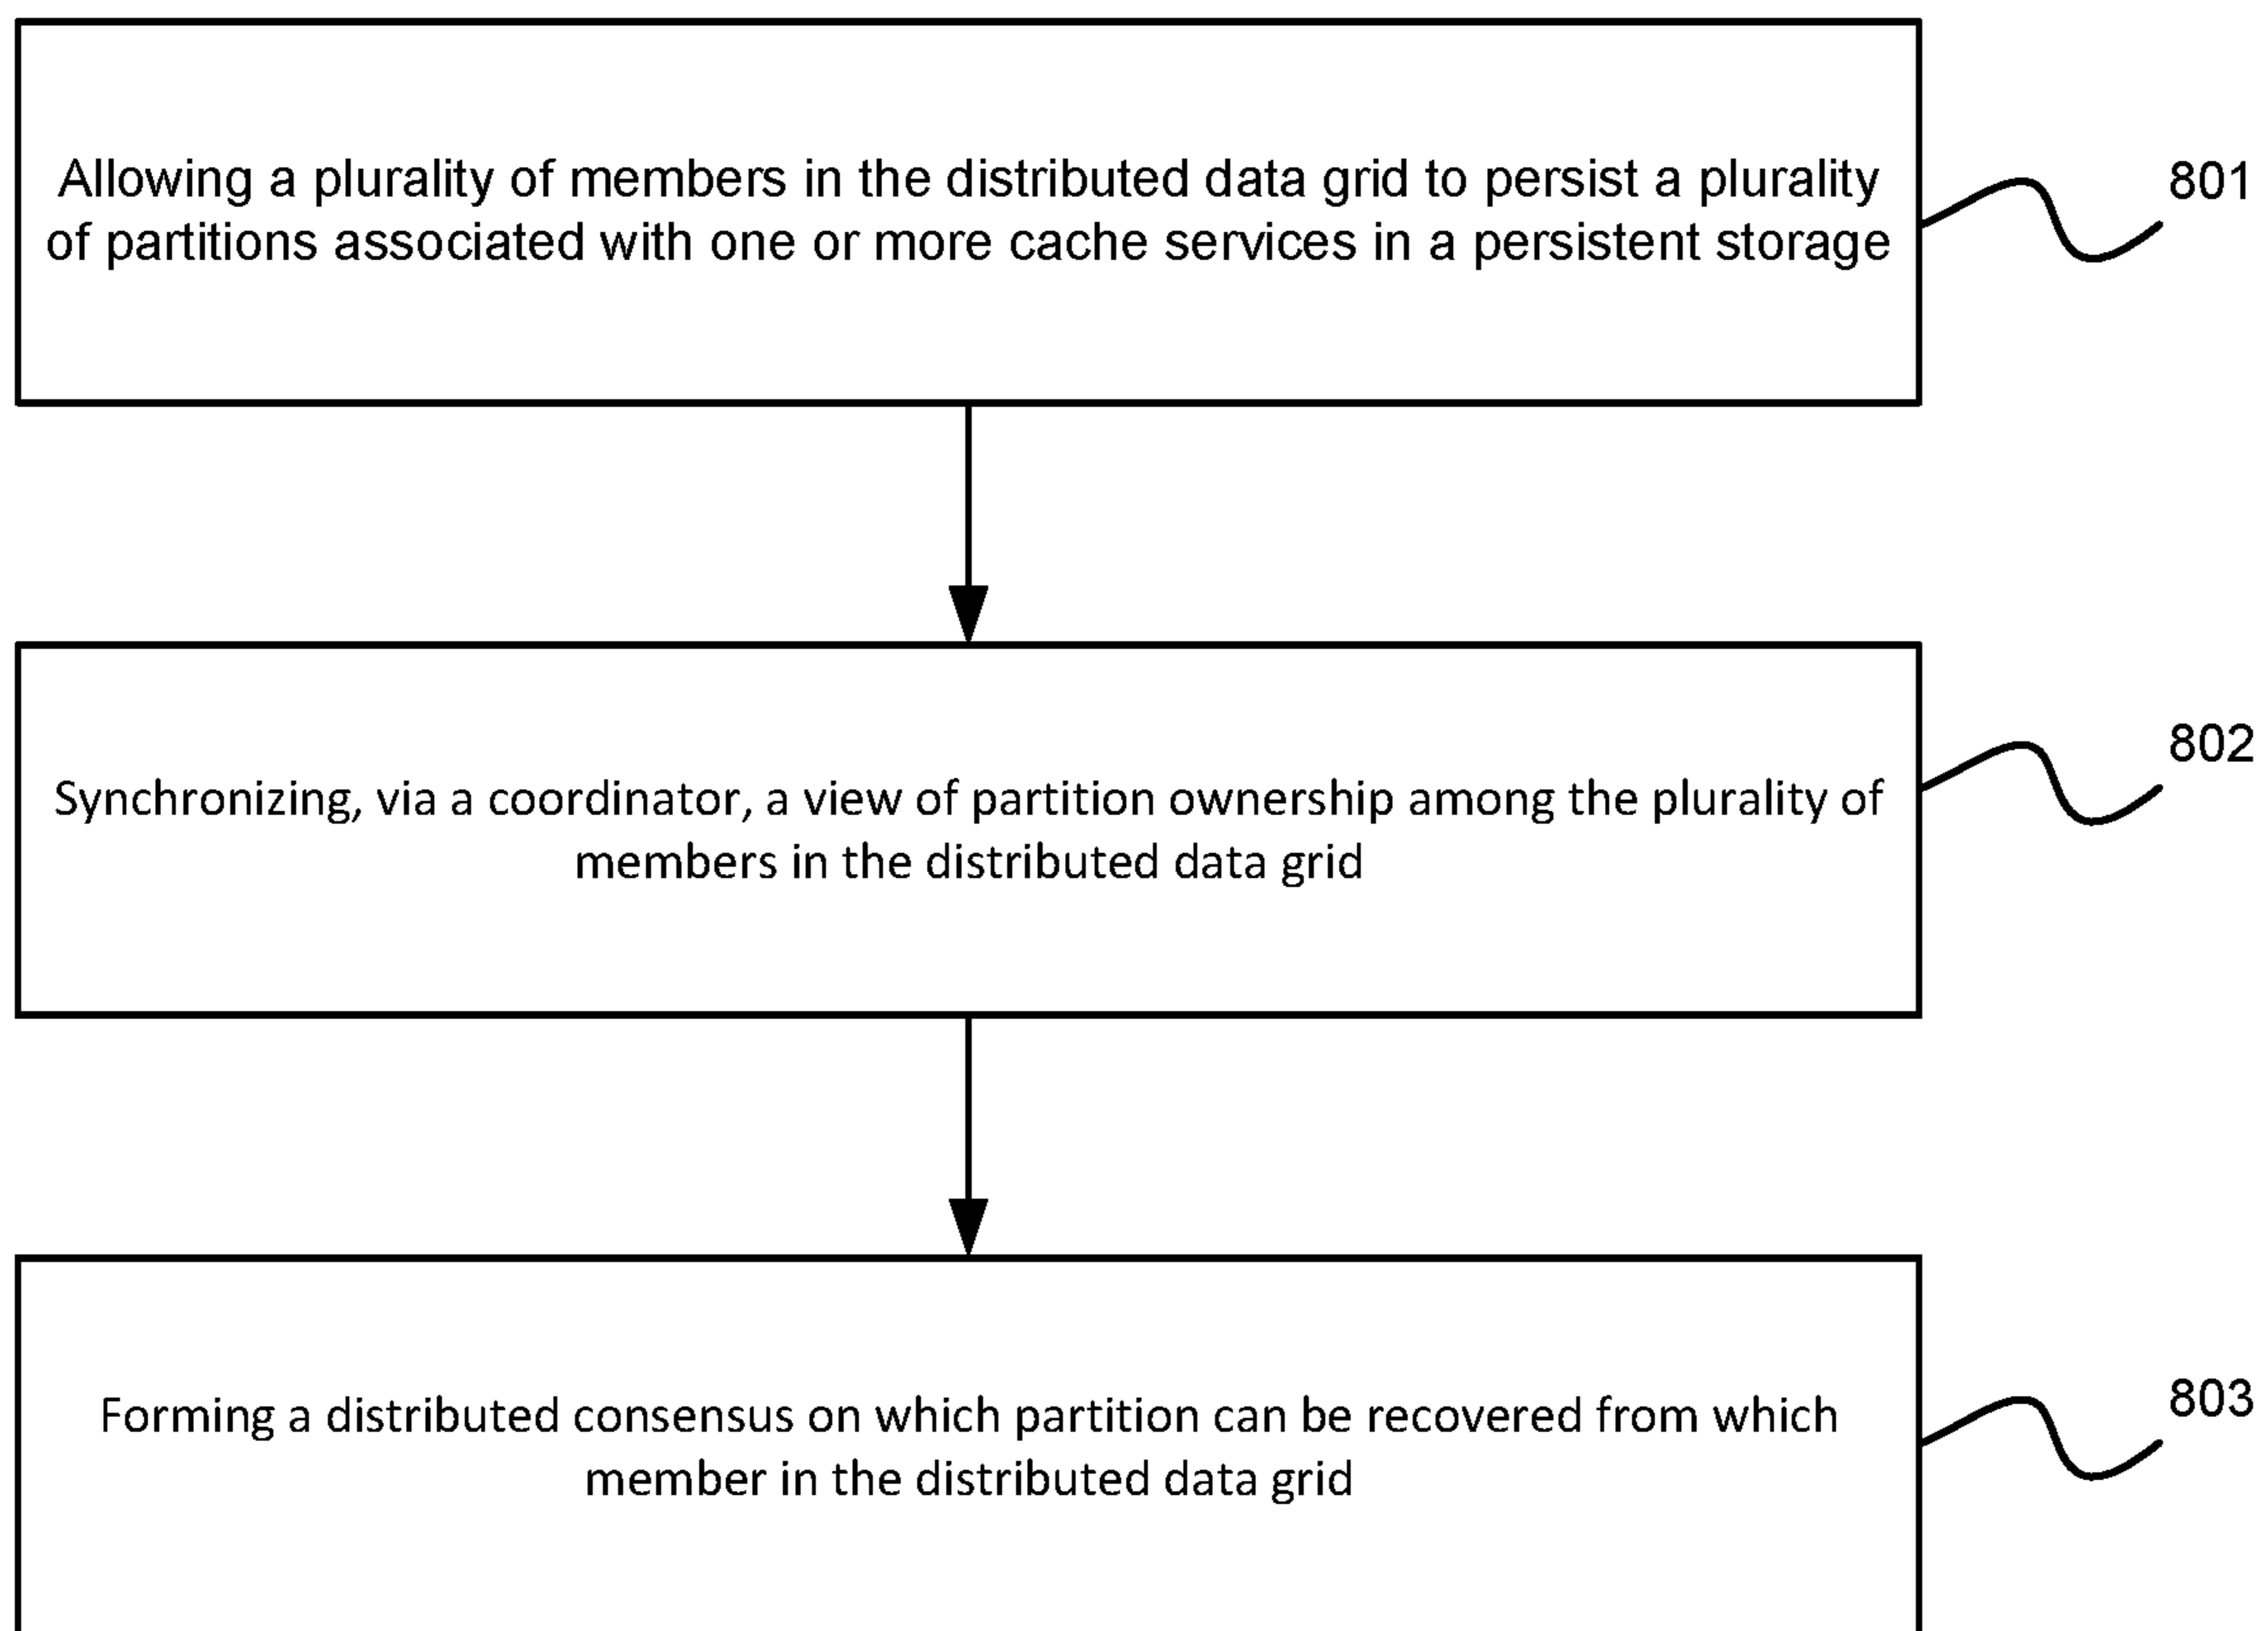 Allowing a plurality of members in the distributed data grid to persist a plurality
of partitions associated with one or more cache services in a persistent storage
801
Synchronizing, via a coordinator, a view of partition ownership among the plurality of
members in the distributed data grid
802
Forming a distributed consensus on which partition can be recovered from which
member in the distributed data grid
803